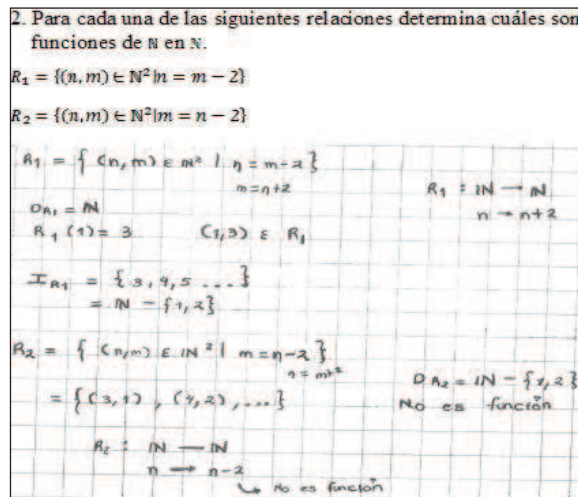 2. Para cada una de las siguientes relaciones determina cuáles son
funciones de ℕ en ℕ.
R₁ = {(n, m) ∈ ℕ²|n = m − 2}
R₂ = {(n, m) ∈ ℕ²|m = n − 2}
R₁ = { (n, m) ε ℕ² | n = m-2 }
m = n+2
R₁ : ℕ → ℕ
n → n+2
D_R₁ = ℕ
R₁ (1) = 3 (1,3) ε R₁
I_R₁ = { 3, 4, 5 ... }
= ℕ - {1, 2}
R₂ = { (n, m) ε ℕ² | m = n-2 }
n = m+2
= { (3, 1) , (4, 2) , ... }
D_R₂ = ℕ - {1, 2}
No es función
R₂ : ℕ — ℕ
n → n-2
↳ no es función